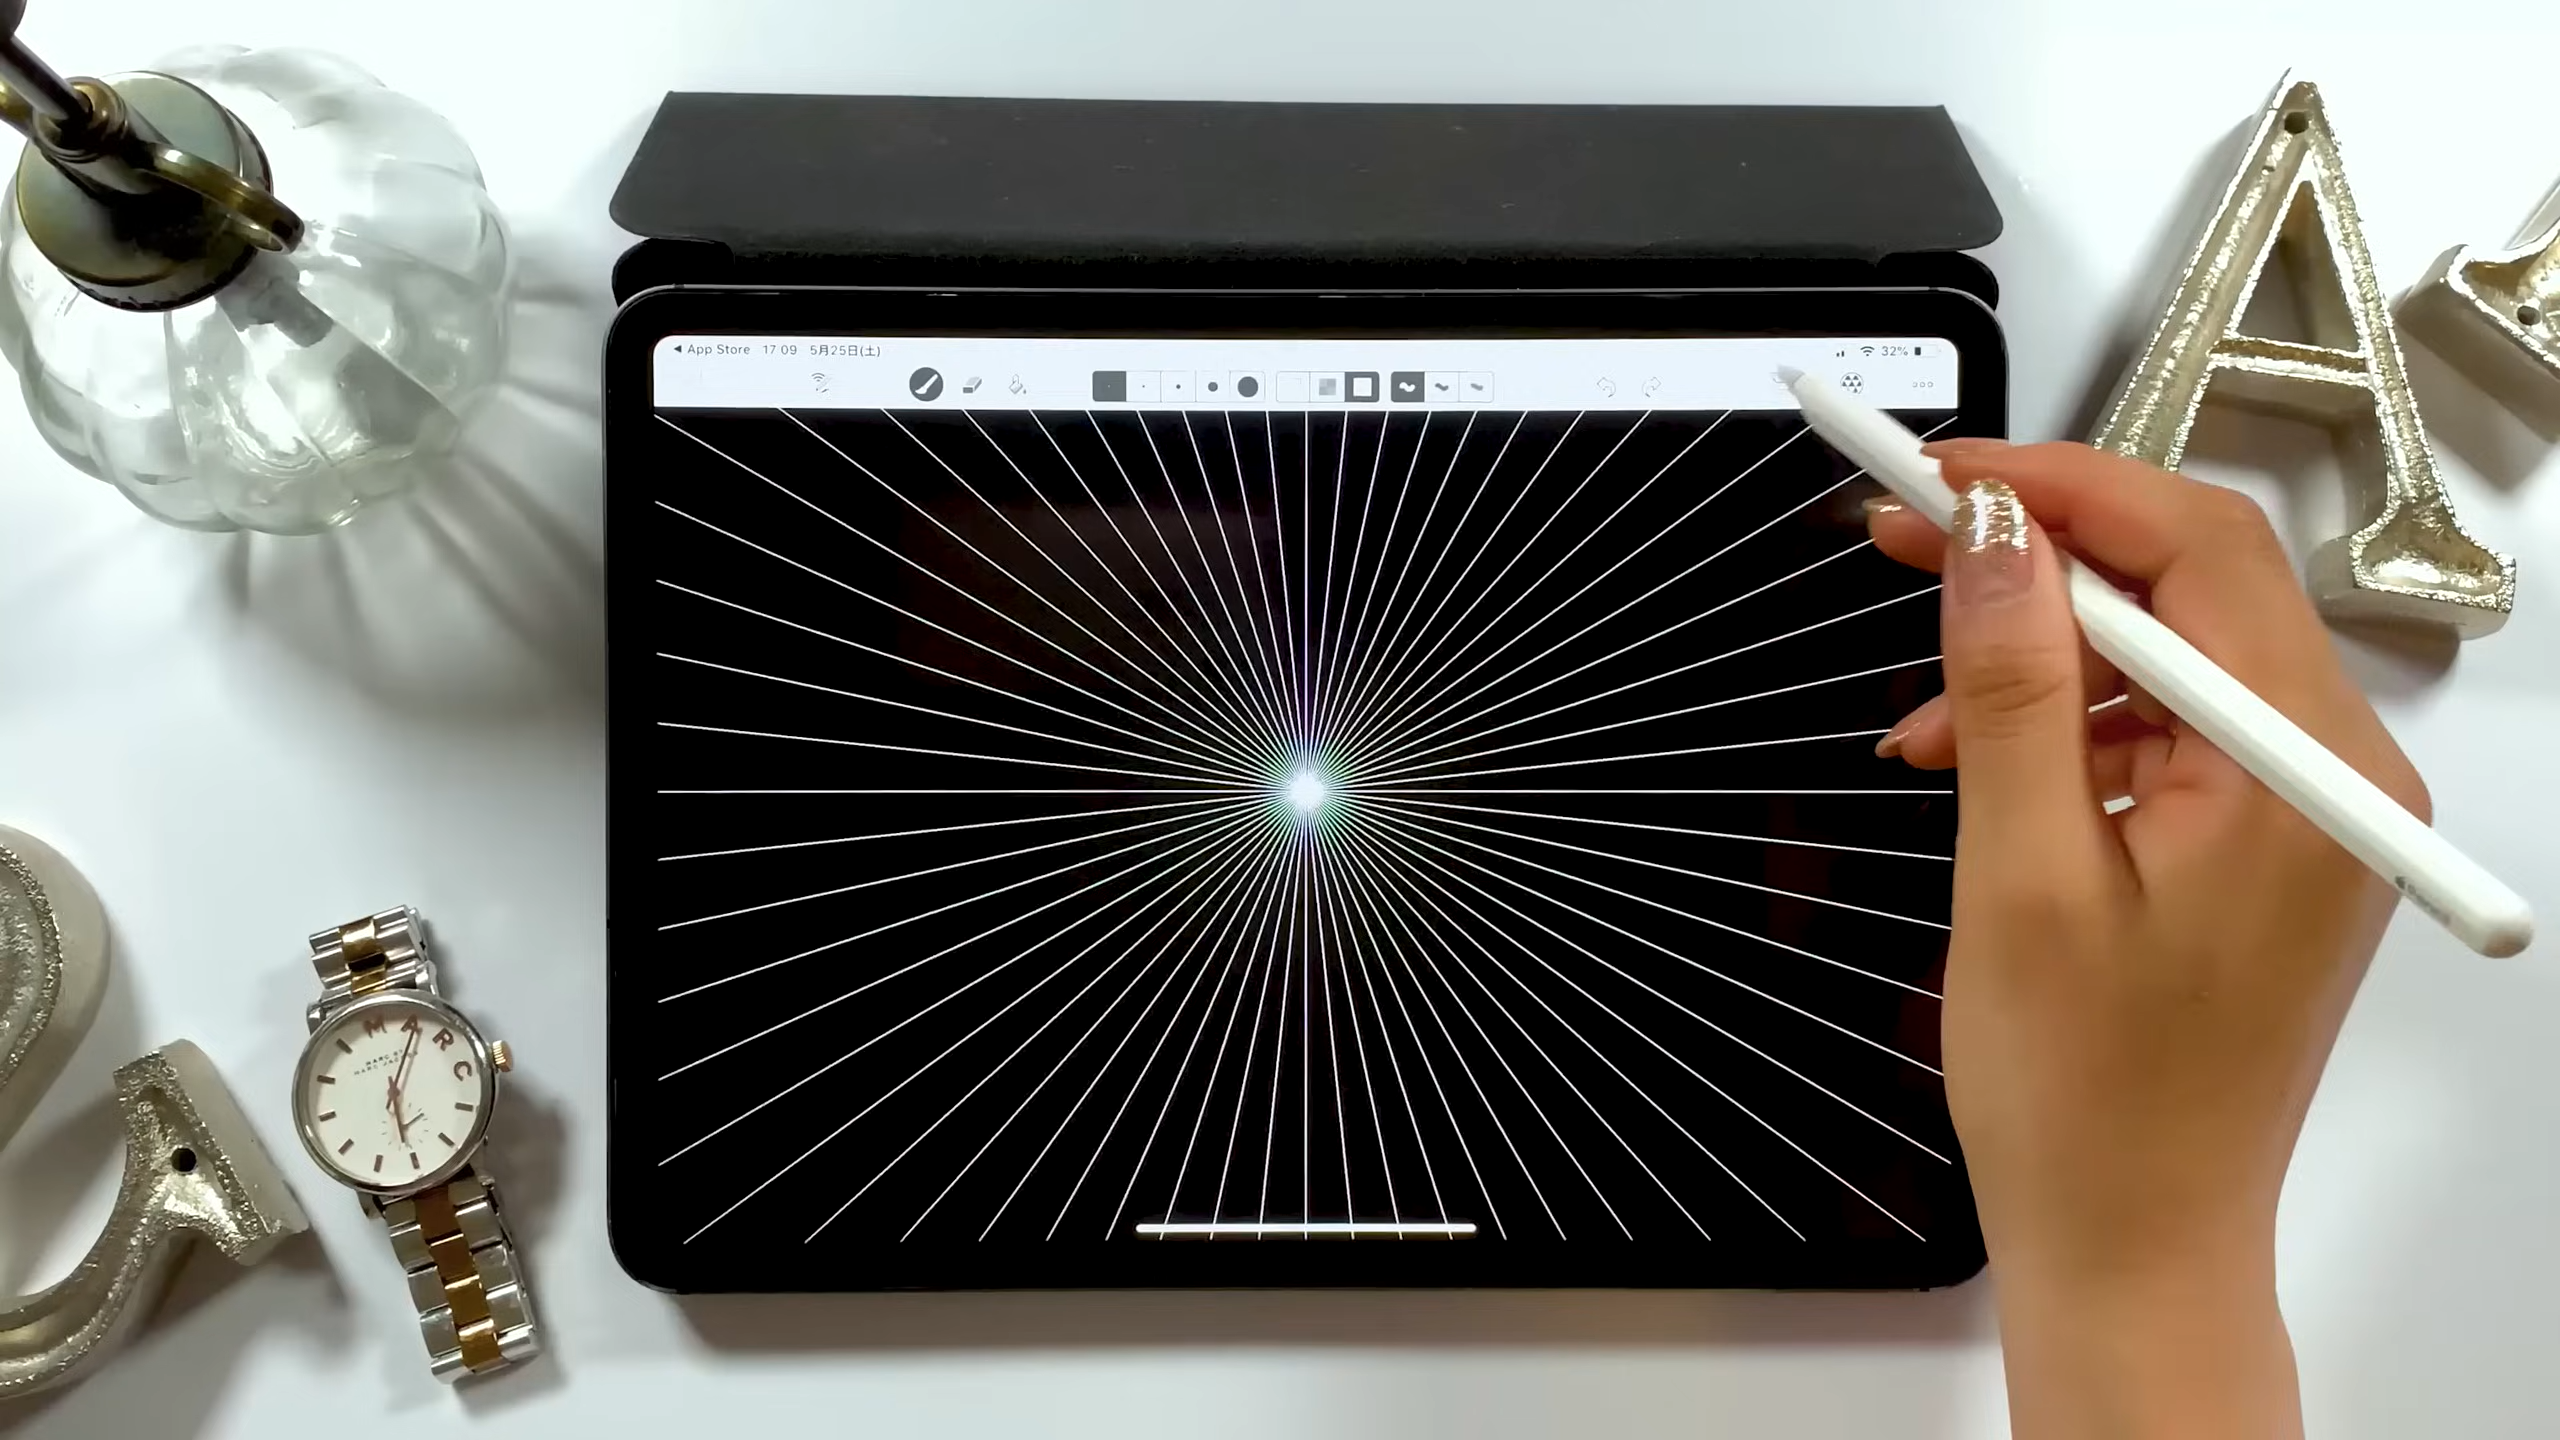 ◀ App Store 17 09 5月25日(土) 32%
A
MARC
MARC BY
MARC JACOBS